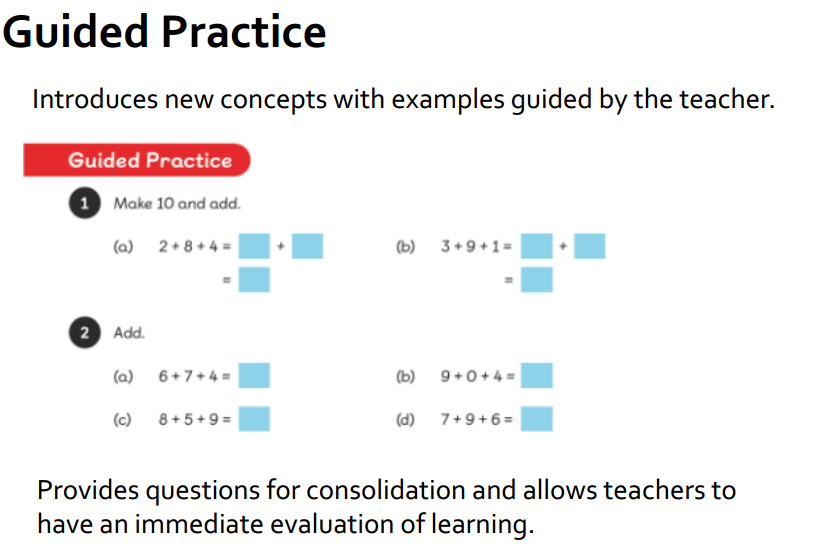 Guided Practice
Introduces new concepts with examples guided by the teacher.
Guided Practice
1 Make 10 and add.
(a) 2 + 8 + 4 = +
=
(b) 3 + 9 + 1 = +
=
2 Add.
(a) 6 + 7 + 4 =
(b) 9 + 0 + 4 =
(c) 8 + 5 + 9 =
(d) 7 + 9 + 6 =
Provides questions for consolidation and allows teachers to
have an immediate evaluation of learning.